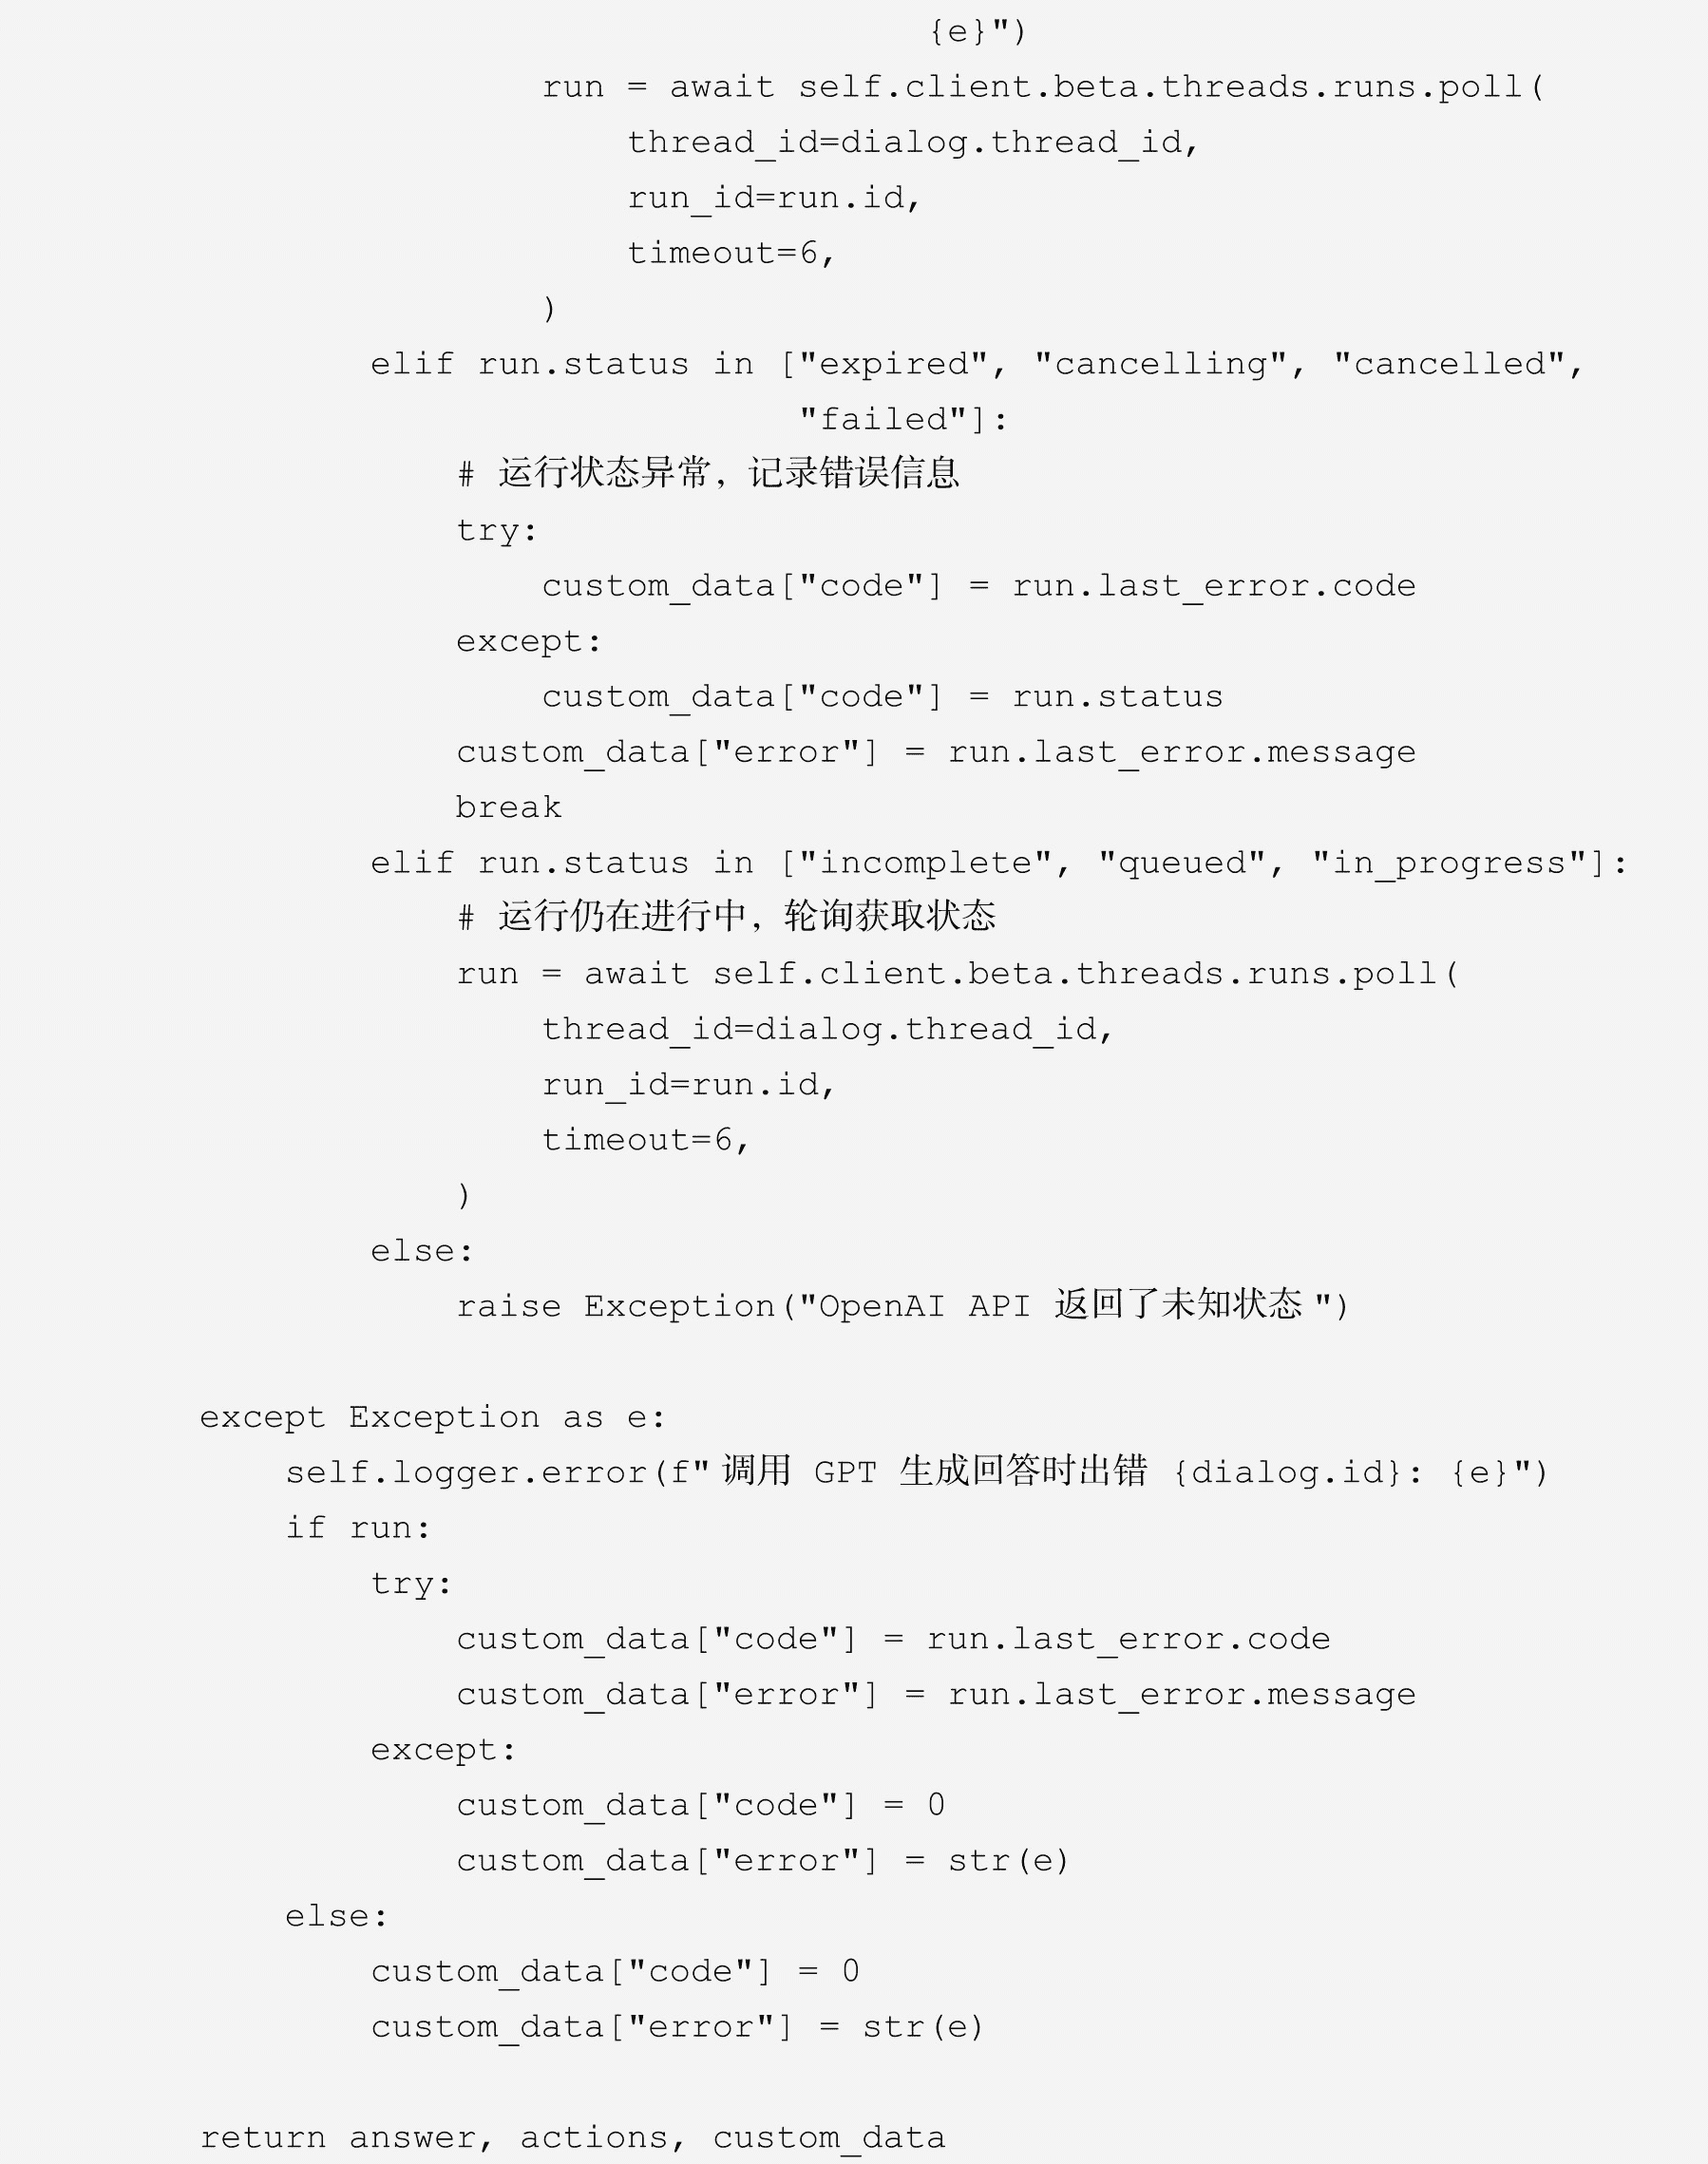 {e}")
run = await self.client.beta.threads.runs.poll(
thread_id=dialog.thread_id,
run_id=run.id,
timeout=6,
)
elif run.status in ["expired", "cancelling", "cancelled",
"failed"]:
# 运行状态异常，记录错误信息
try:
custom_data["code"] = run.last_error.code
except:
custom_data["code"] = run.status
custom_data["error"] = run.last_error.message
break
elif run.status in ["incomplete", "queued", "in_progress"]:
# 运行仍在进行中，轮询获取状态
run = await self.client.beta.threads.runs.poll(
thread_id=dialog.thread_id,
run_id=run.id,
timeout=6,
)
else:
raise Exception("OpenAI API 返回了未知状态 ")
except Exception as e:
self.logger.error(f" 调用 GPT 生成回答时出错 {dialog.id}: {e}")
if run:
try:
custom_data["code"] = run.last_error.code
custom_data["error"] = run.last_error.message
except:
custom_data["code"] = 0
custom_data["error"] = str(e)
else:
custom_data["code"] = 0
custom_data["error"] = str(e)
return answer, actions, custom_data